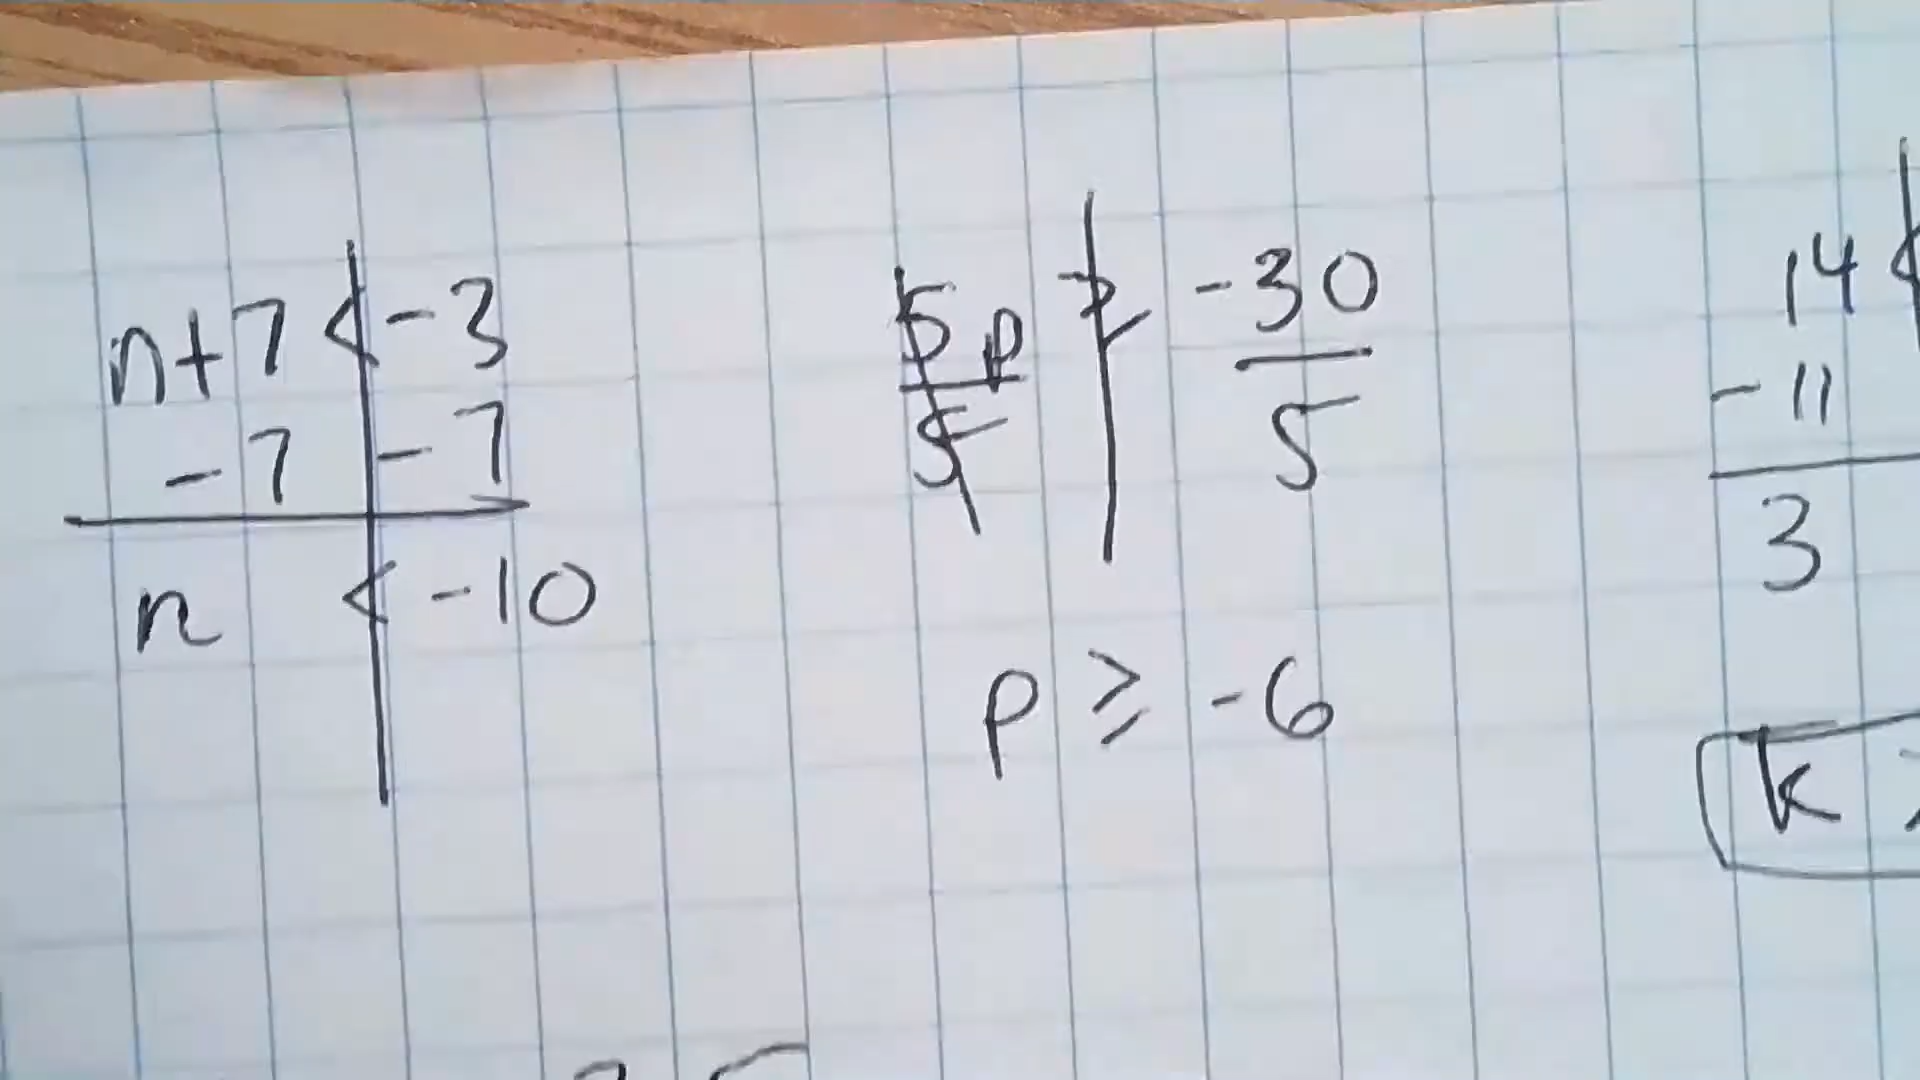 n+7 < -3
-7 -7
n < -10
5p ≥ -30
5 5
p ≥ -6
14 <
-11
3
k